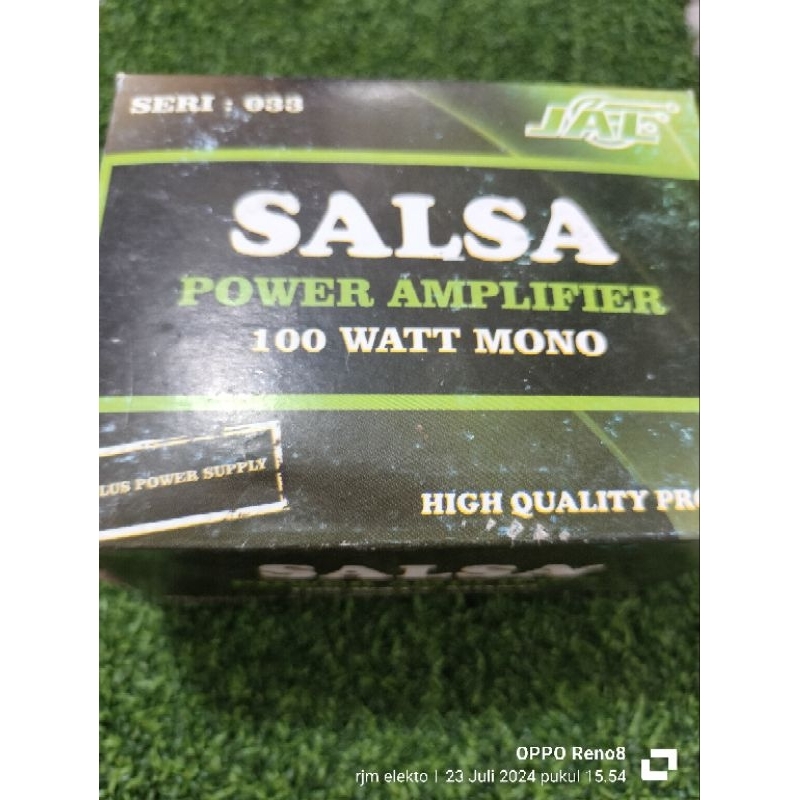 SERI : 033
JAE
SALSA
POWER AMPLIFIER
100 WATT MONO
LUS POWER SUPPLY
HIGH QUALITY PRO
SALSA
OPPO Reno8
rjm elekto | 23 Juli 2024 pukul 15.54